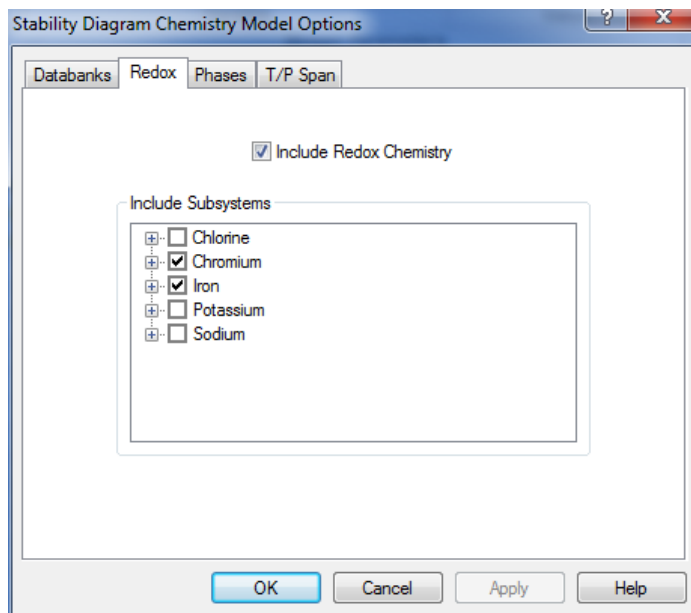 Stability Diagram Chemistry Model Options
?
X
Databanks Redox Phases T/P Span
Include Redox Chemistry
Include Subsystems
Chlorine
Chromium
Iron
Potassium
Sodium
OK Cancel Apply Help